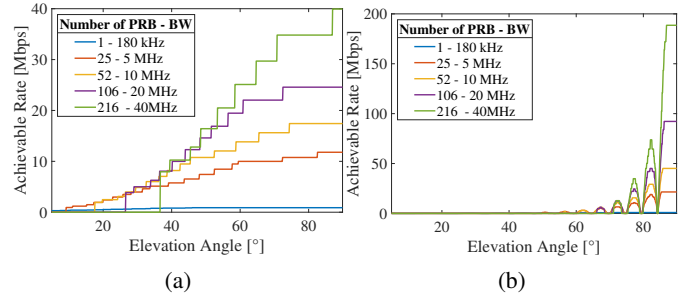 40
30
20
10
0
Achievable Rate [Mbps]
Number of PRB - BW
1 - 180 kHz
25 - 5 MHz
52 - 10 MHz
106 - 20 MHz
216 - 40MHz
20 40 60 80
Elevation Angle [°]
(a)
200
150
100
50
0
Achievable Rate [Mbps]
Number of PRB - BW
1 - 180 kHz
25 - 5 MHz
52 - 10 MHz
106 - 20 MHz
216 - 40MHz
20 40 60 80
Elevation Angle [°]
(b)